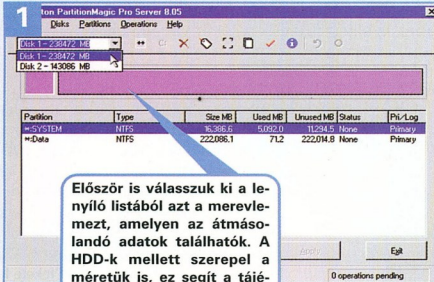 1
ton PartitionMagic Pro Server 8.05
Disks Partitions Operations Help
Disk 1 - 238472 MB
Disk 1 - 238472 MB
Disk 2 - 143086 MB
Partition Type Size MB Used MB Unused MB Status Pri/Log
*:SYSTEM NTFS 16,386.6 5,092.0 11,294.5 None Primary
*:Data NTFS 222,086.1 71.2 222,014.8 None Primary
Először is válasszuk ki a le-
nyíló listából azt a merevle-
mezt, amelyen az átmáso-
landó adatok találhatók. A
HDD-k mellett szerepel a
méretük is, ez segít a tájé-
Apply Exit
0 operations pending